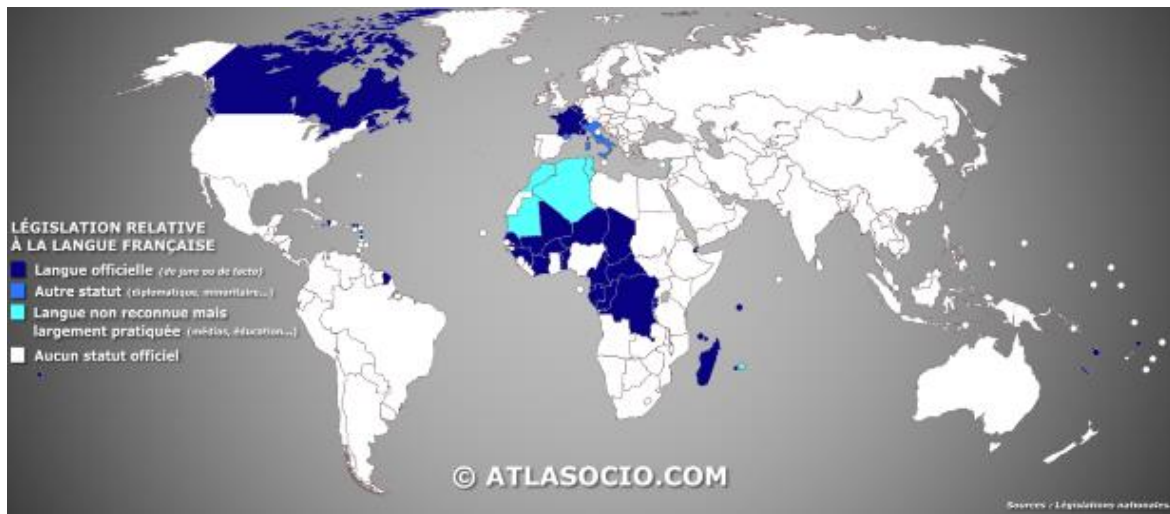 LÉGISLATION RELATIVE
À LA LANGUE FRANÇAISE
Langue officielle (de jure ou de facto)
Autre statut (diplomatique, minoritaire...)
Langue non reconnue mais
largement pratiquée (médias, éducation...)
Aucun statut officiel
© ATLASOCIO.COM
Sources : Législations nationales